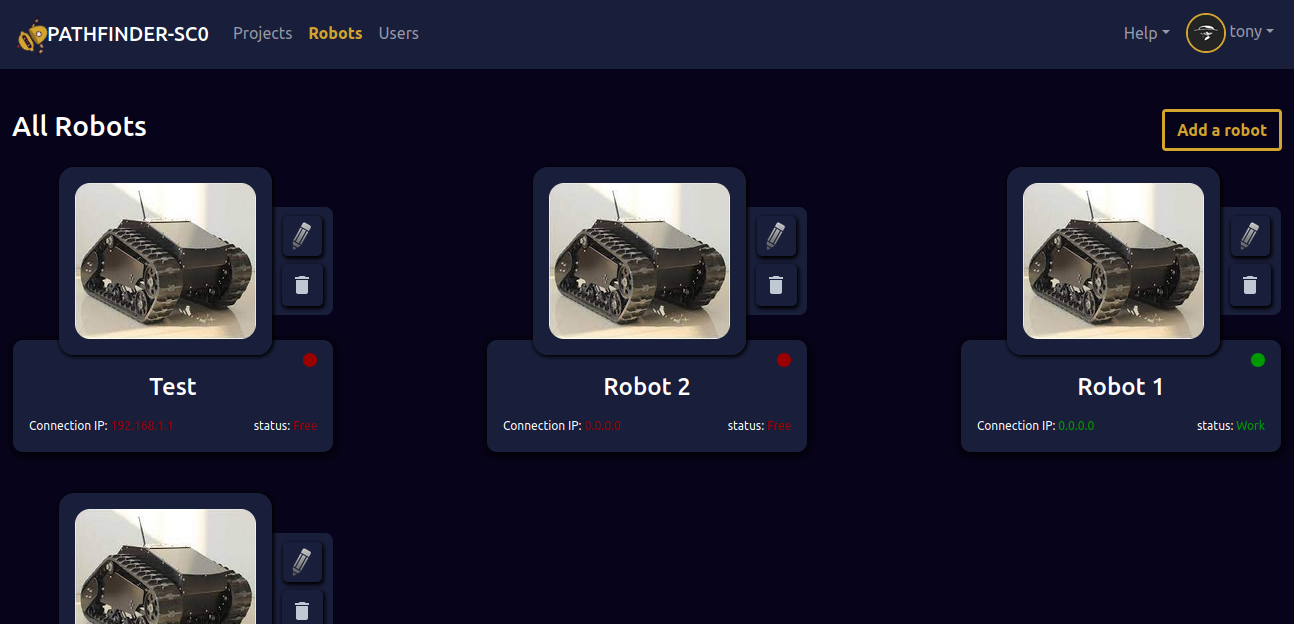 PATHFINDER-SC0 Projects Robots Users Help tony
All Robots
Add a robot
Test
Connection IP: 192.168.1.1 status: Free
Robot 2
Connection IP: 0.0.0.0 status: Free
Robot 1
Connection IP: 0.0.0.0 status: Work